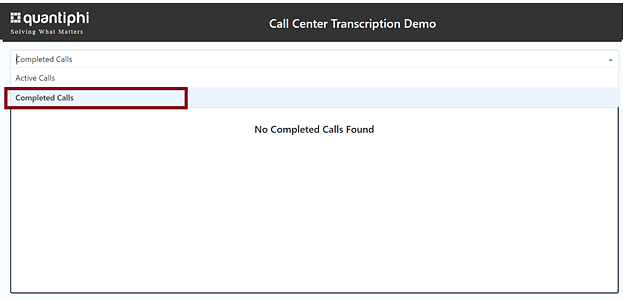 quantiphi
Solving What Matters
Call Center Transcription Demo
Completed Calls
Active Calls
Completed Calls
No Completed Calls Found